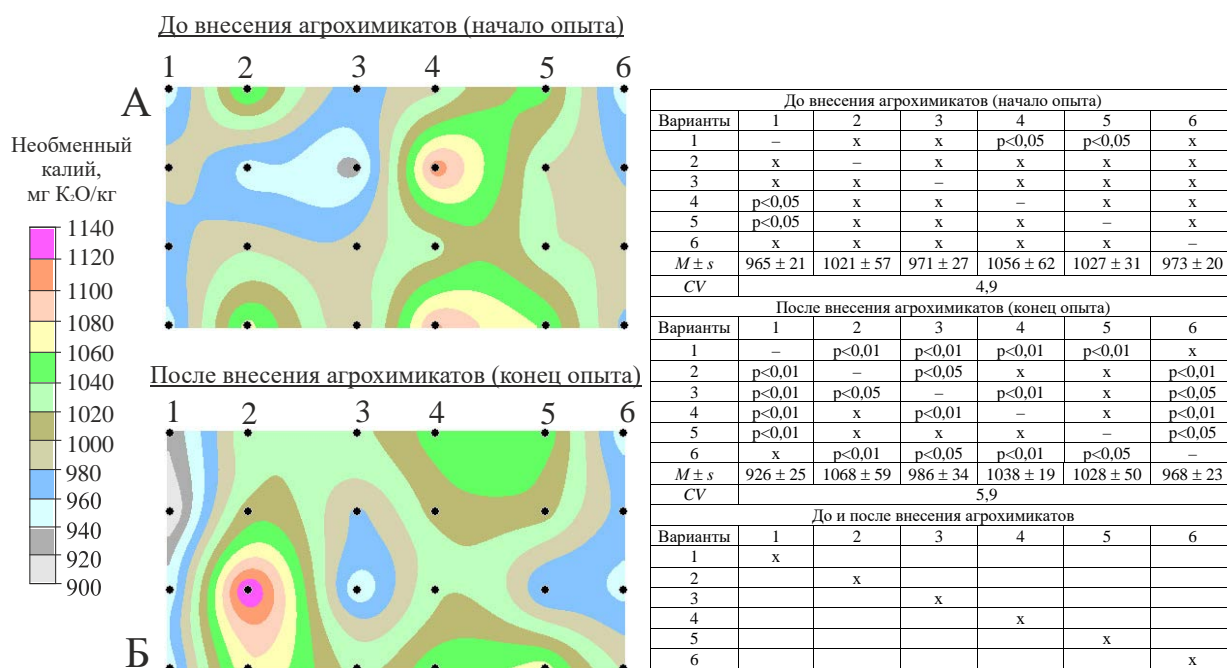 До внесения агрохимикатов (начало опыта)
1 2 3 4 5 6
А
Необменный
калий,
мг K₂O/кг
1140
1120
1100
1080
1060
1040
1020
1000
980
960
940
920
900
После внесения агрохимикатов (конец опыта)
1 2 3 4 5 6
Б
До внесения агрохимикатов (начало опыта)
Варианты 1 2 3 4 5 6
1 – x x p<0,05 p<0,05 x
2 x – x x x x
3 x x – x x x
4 p<0,05 x x – x x
5 p<0,05 x x x – x
6 x x x x x –
M ± s 965 ± 21 1021 ± 57 971 ± 27 1056 ± 62 1027 ± 31 973 ± 20
CV 4,9
После внесения агрохимикатов (конец опыта)
Варианты 1 2 3 4 5 6
1 – p<0,01 p<0,01 p<0,01 p<0,01 x
2 p<0,01 – p<0,05 x x p<0,01
3 p<0,01 p<0,05 – p<0,01 x p<0,05
4 p<0,01 x p<0,01 – x p<0,01
5 p<0,01 x x x – p<0,05
6 x p<0,01 p<0,05 p<0,01 p<0,05 –
M ± s 926 ± 25 1068 ± 59 986 ± 34 1038 ± 19 1028 ± 50 968 ± 23
CV 5,9
До и после внесения агрохимикатов
Варианты 1 2 3 4 5 6
1 x
2 x
3 x
4 x
5 x
6 x